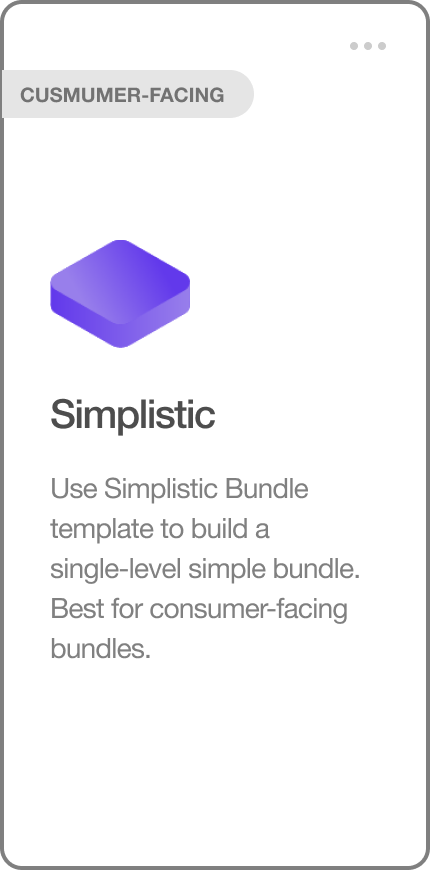 CUSMUMER-FACING
Simplistic
Use Simplistic Bundle
template to build a
single-level simple bundle.
Best for consumer-facing
bundles.